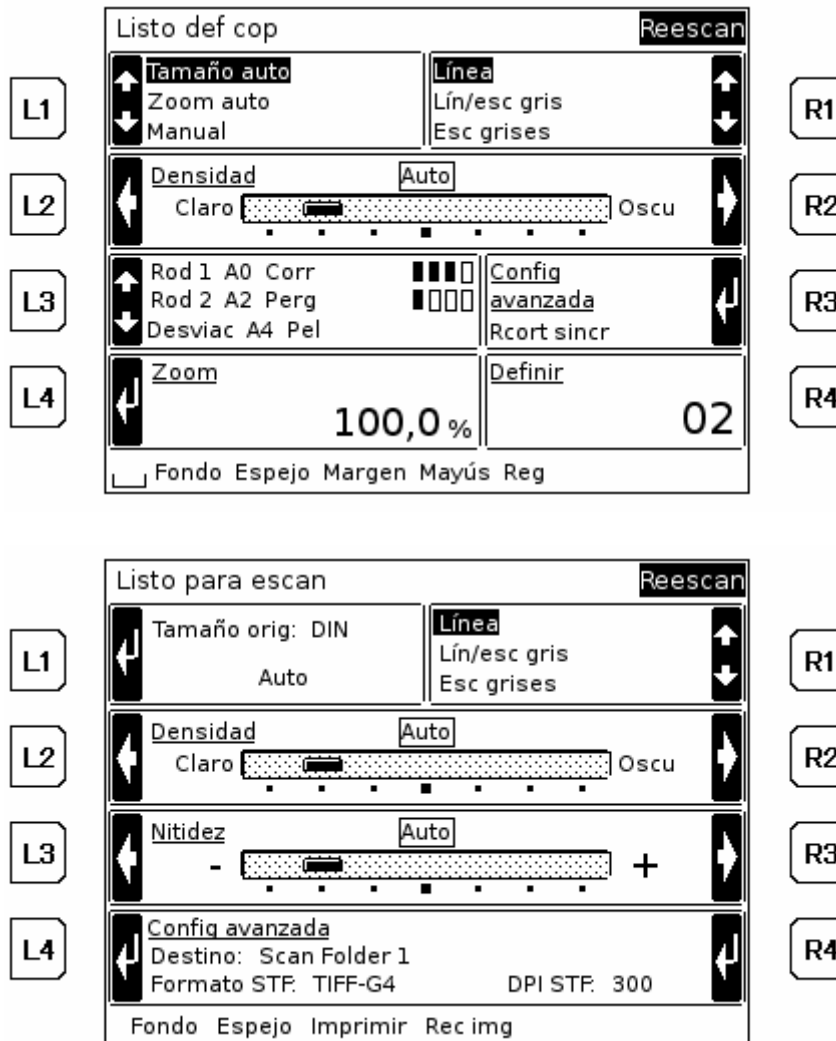 Listo def cop Reescan
L1 Tamaño auto Línea R1
Zoom auto Lín/esc gris
Manual Esc grises
Densidad Auto
L2 Claro Oscu R2
Rod 1 A0 Corr Config
L3 Rod 2 A2 Perg avanzada R3
Desviac A4 Pel Rcort sincr
Zoom Definir
L4 100,0 % 02 R4
Fondo Espejo Margen Mayús Reg
Listo para escan Reescan
Tamaño orig: DIN Línea
L1 Lín/esc gris R1
Auto Esc grises
Densidad Auto
L2 Claro Oscu R2
Nitidez Auto
L3 - + R3
Config avanzada
L4 Destino: Scan Folder 1 R4
Formato STF: TIFF-G4 DPI STF: 300
Fondo Espejo Imprimir Rec img